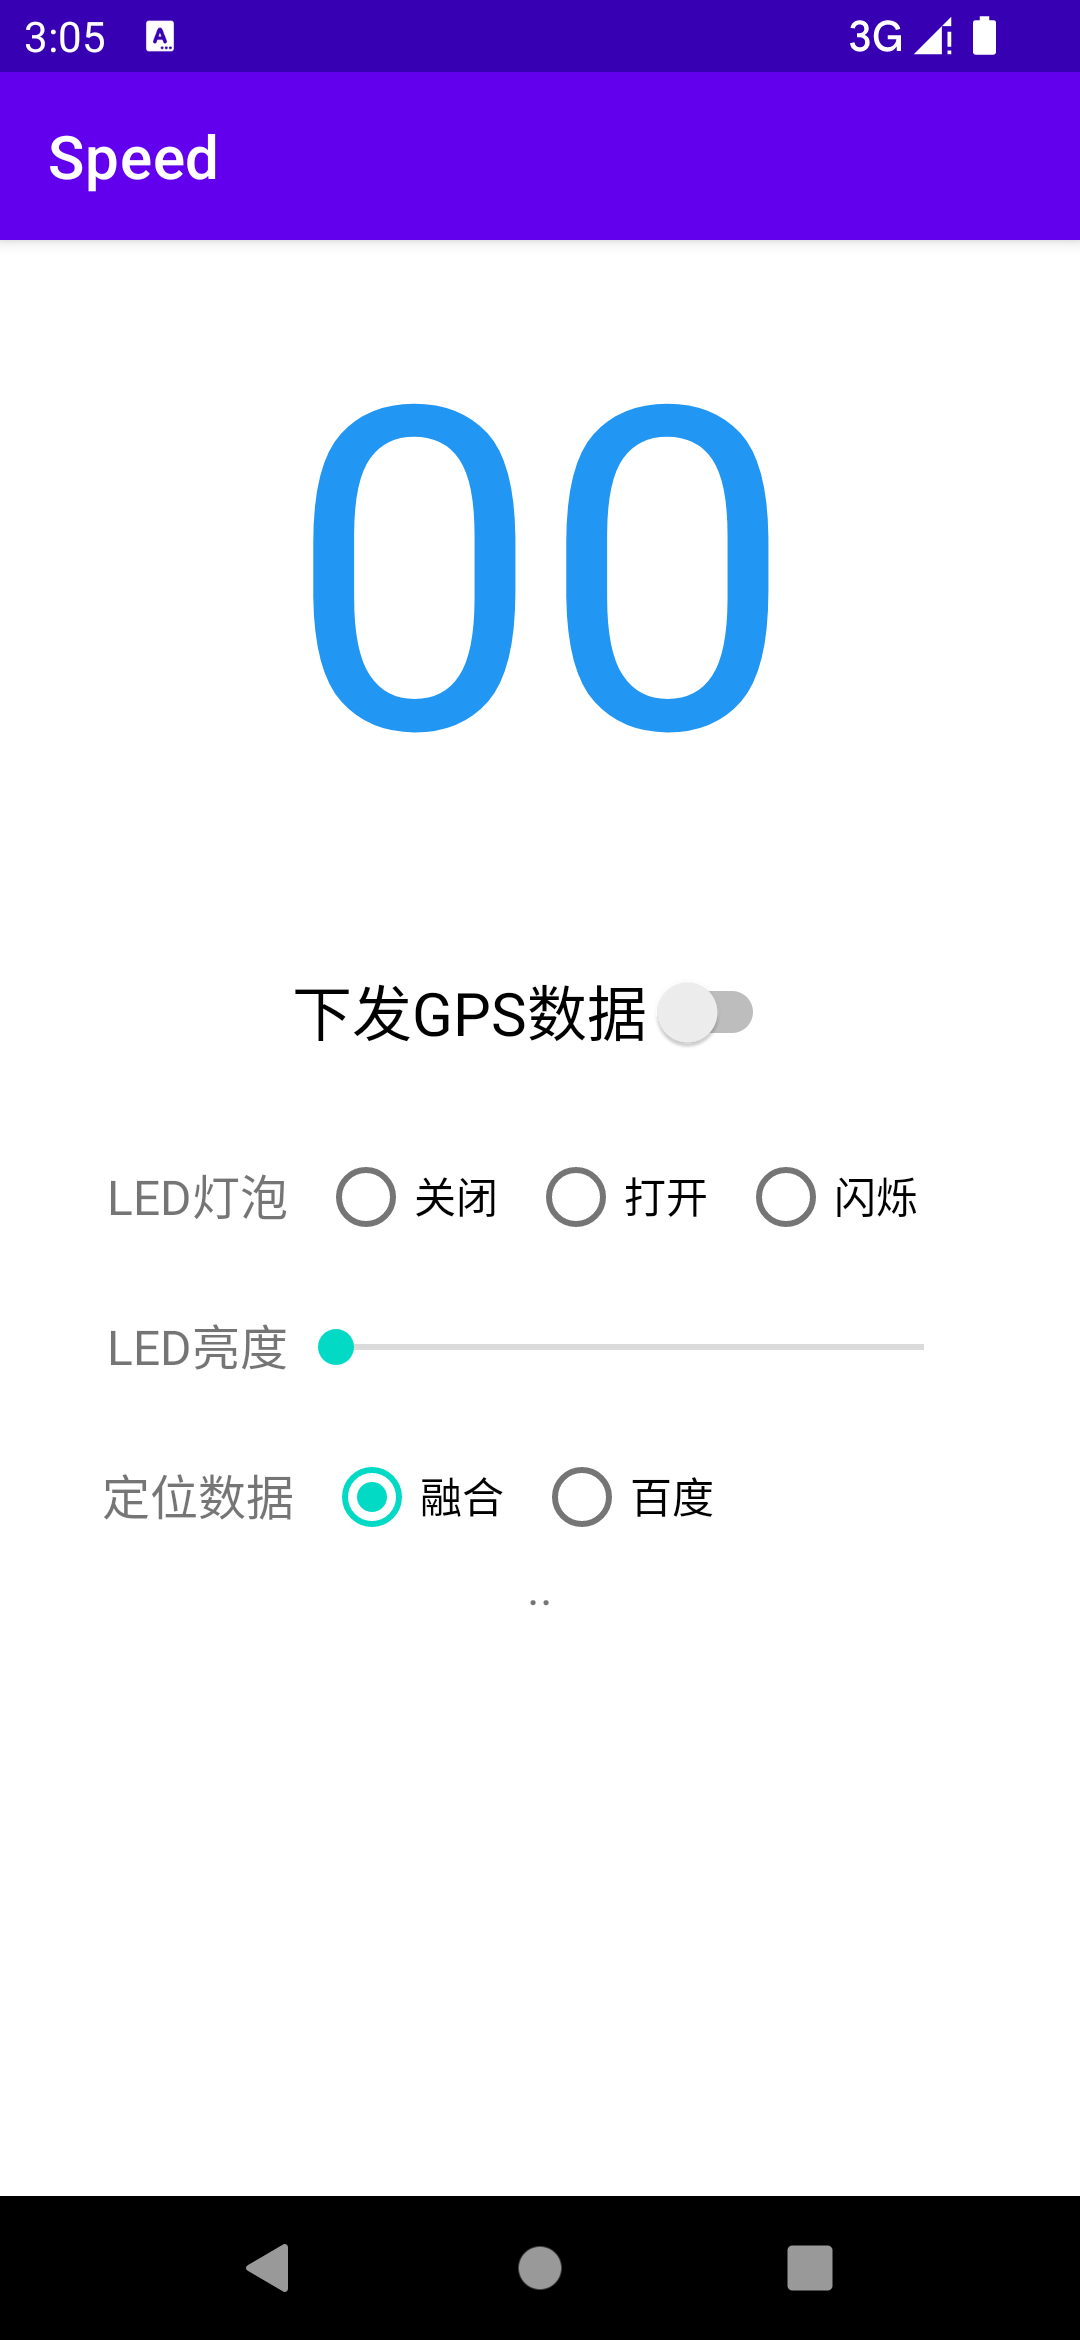 3:05 A 3G
Speed
00
下发GPS数据
LED灯泡 关闭 打开 闪烁
LED亮度
定位数据 融合 百度
..